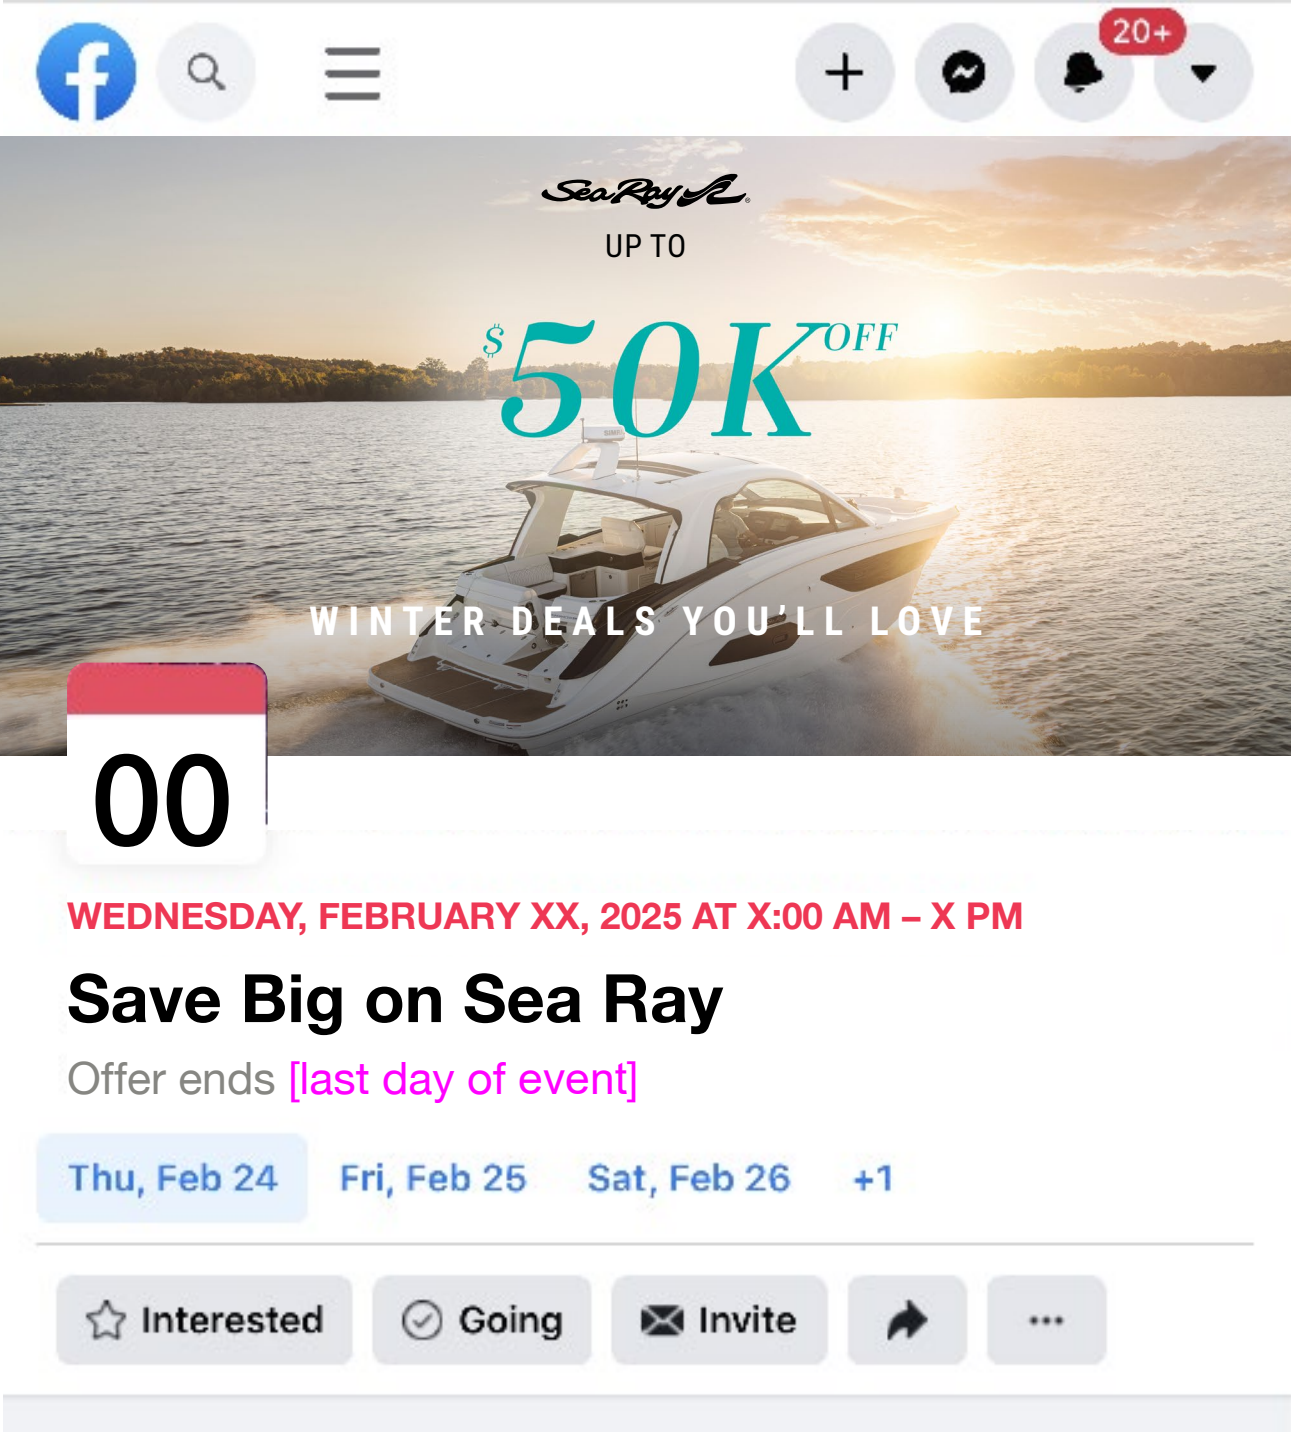 20+
Sea Ray
UP TO
$50K OFF
WINTER DEALS YOU'LL LOVE
00
WEDNESDAY, FEBRUARY XX, 2025 AT X:00 AM – X PM
Save Big on Sea Ray
Offer ends [last day of event]
Thu, Feb 24 Fri, Feb 25 Sat, Feb 26 +1
Interested Going Invite ...